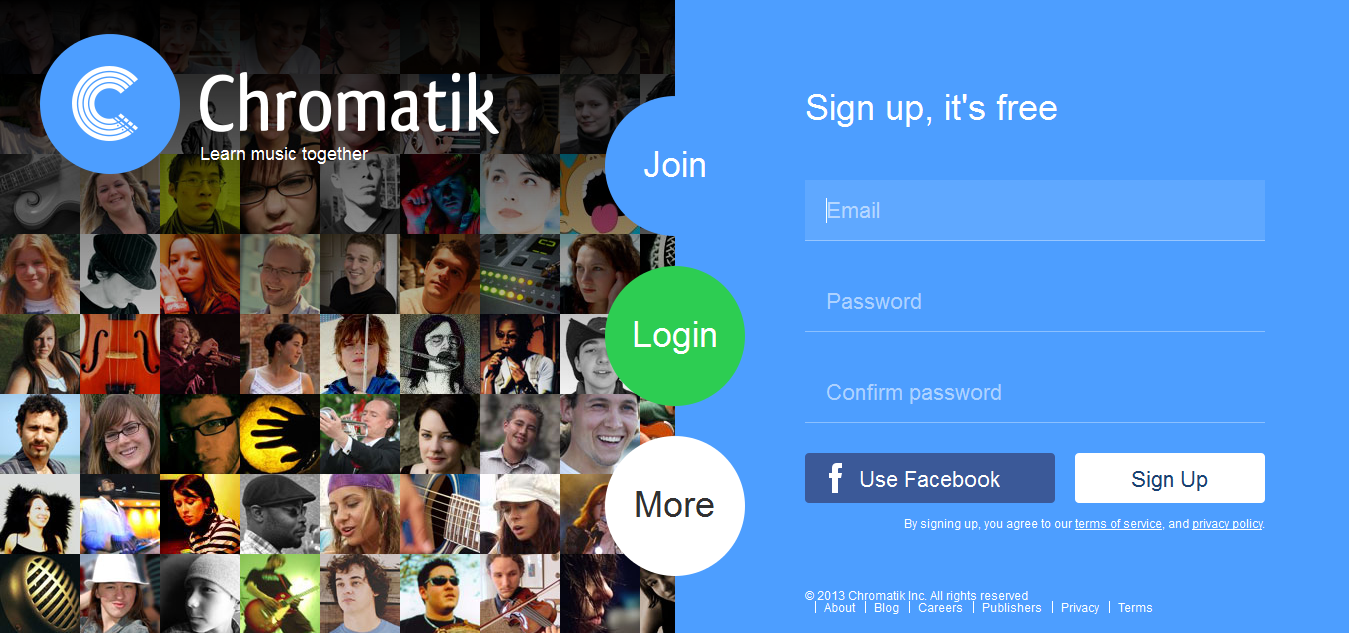 Chromatik
Learn music together
Join
Login
More
Sign up, it's free
Email
Password
Confirm password
Use Facebook
Sign Up
By signing up, you agree to our terms of service, and privacy policy.
© 2013 Chromatik Inc. All rights reserved
| About | Blog | Careers | Publishers | Privacy | Terms